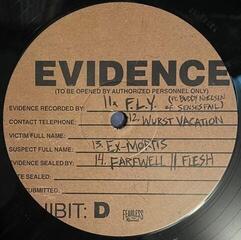 EVIDENCE
(TO BE OPENED BY AUTHORIZED PERSONNEL ONLY)
EVIDENCE RECORDED BY: 11. F.L.Y. (FT. BUDDY NIELSEN
OF SENSES FAIL)
CONTACT TELEPHONE: 12. WURST VACATION
VICTIM FULL NAME:
SUSPECT FULL NAME: 13. EX-MORTIS
EVIDENCE SEALED BY: 14. FAREWELL II FLESH
TE SEALED:
SUBMITTED:
IBIT: D
FEARLESS